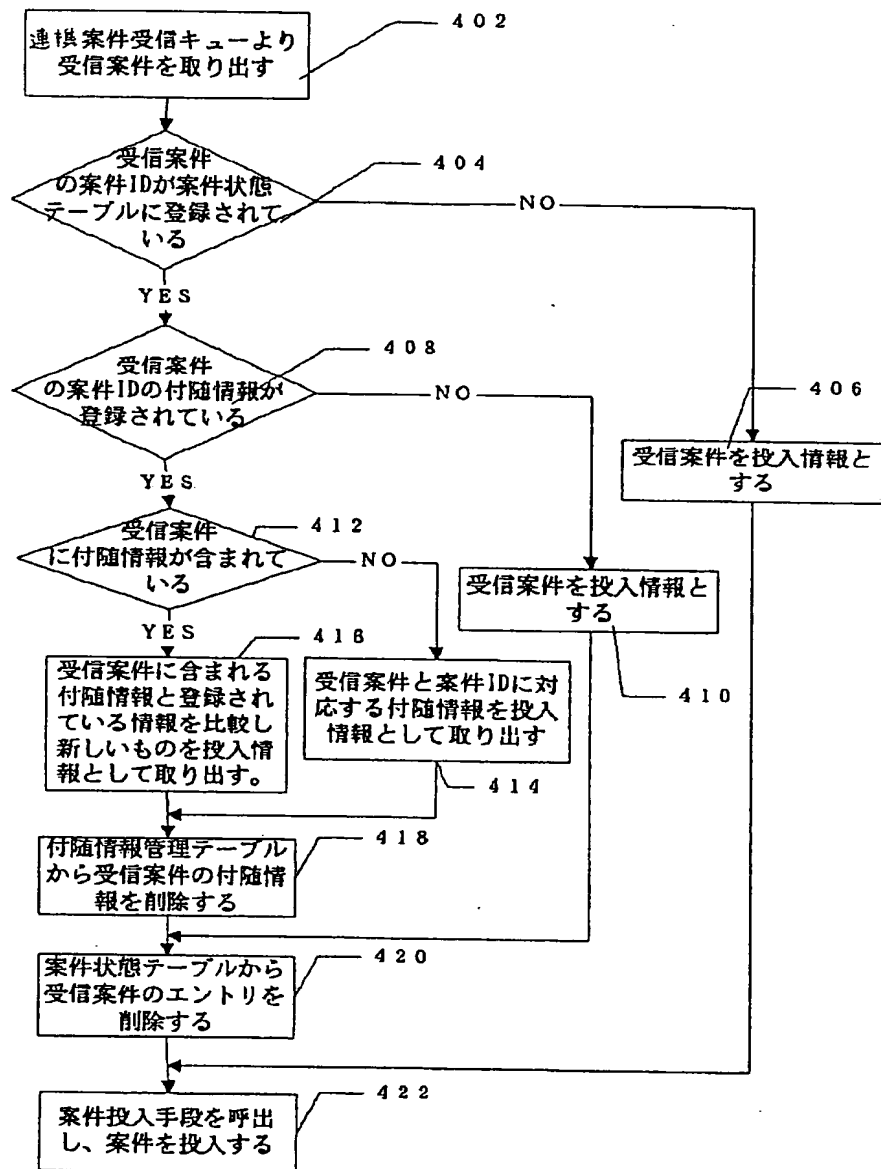 連携案件受信キューより
受信案件を取り出す
402
受信案件
の案件IDが案件状態
テーブルに登録されて
いる
404
NO
YES
受信案件
の案件IDの付随情報が
登録されている
408
NO
406
受信案件を投入情報と
する
YES
受信案件
に付随情報が含まれて
いる
412
NO
受信案件を投入情報と
する
410
YES
416
受信案件に含まれる
付随情報と登録され
ている情報を比較し
新しいものを投入情
報として取り出す。
受信案件と案件IDに対
応する付随情報を投入
情報として取り出す
414
付随情報管理テーブル
から受信案件の付随情
報を削除する
418
案件状態テーブルから
受信案件のエントリを
削除する
420
案件投入手段を呼出
し、案件を投入する
422